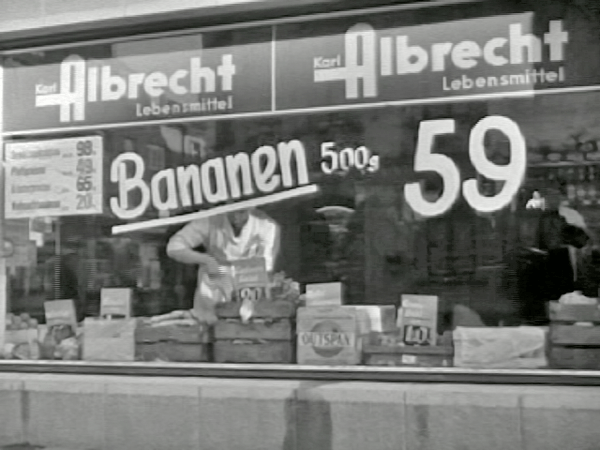 Karl Albrecht
Lebensmittel
Karl Albrecht
Lebensmittel
98
49
65
20
Bananen 500g 59
OUTSPAN